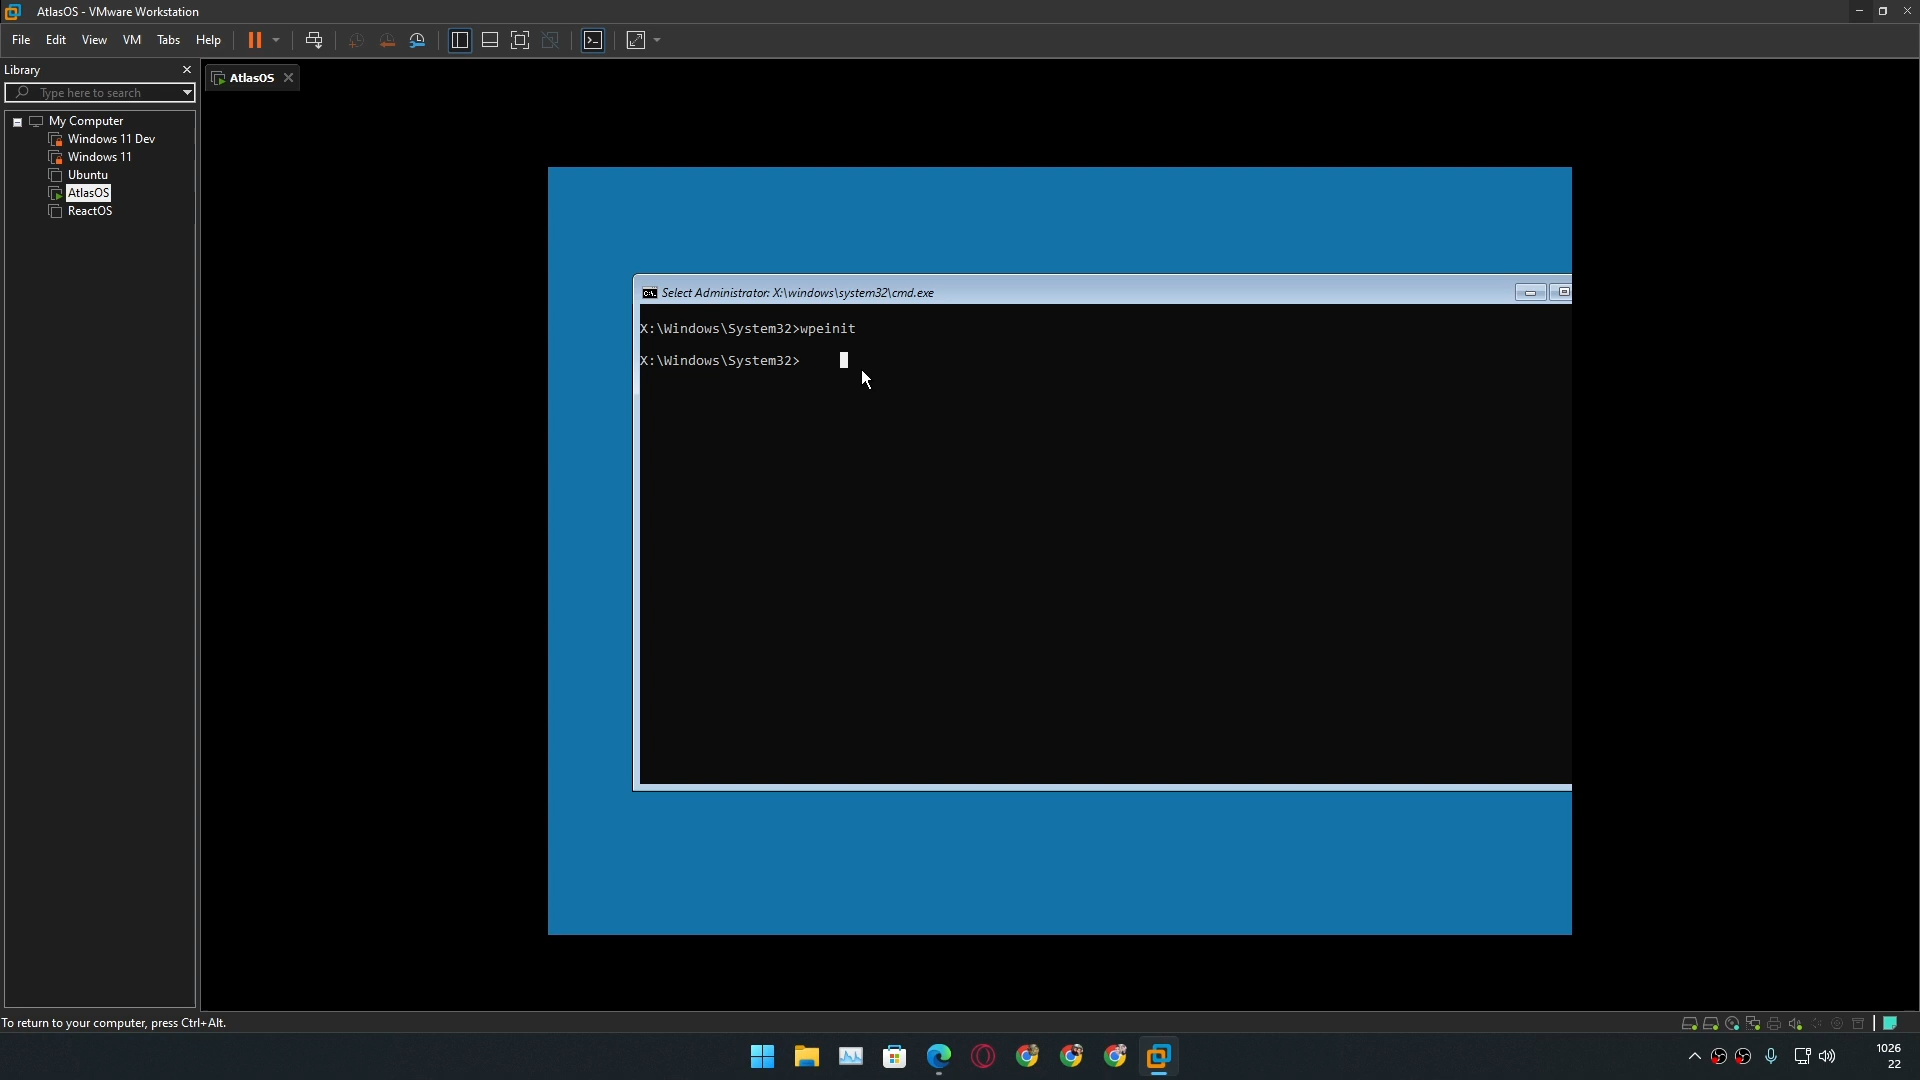 AtlasOS - VMware Workstation
File Edit View VM Tabs Help
Library
AtlasOS
Type here to search
My Computer
Windows 11 Dev
Windows 11
Ubuntu
AtlasOS
ReactOS
C:\. Select Administrator: X:\windows\system32\cmd.exe
X:\Windows\System32>wpeinit
X:\Windows\System32>
To return to your computer, press Ctrl+Alt.
1026
22